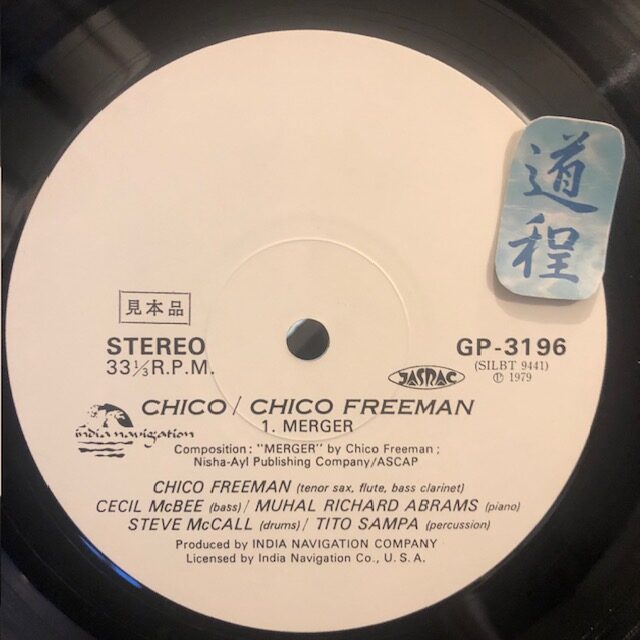 道程
見本品
STEREO
33⅓R.P.M.
GP-3196
(SILBT 9441)
℗ 1979
JASRAC
india navigation
CHICO / CHICO FREEMAN
1. MERGER
Composition: "MERGER" by Chico Freeman;
Nisha-Ayl Publishing Company/ASCAP
CHICO FREEMAN (tenor sax, flute, bass clarinet)
CECIL McBEE (bass) / MUHAL RICHARD ABRAMS (piano)
STEVE McCALL (drums) / TITO SAMPA (percussion)
Produced by INDIA NAVIGATION COMPANY
Licensed by India Navigation Co., U.S.A.